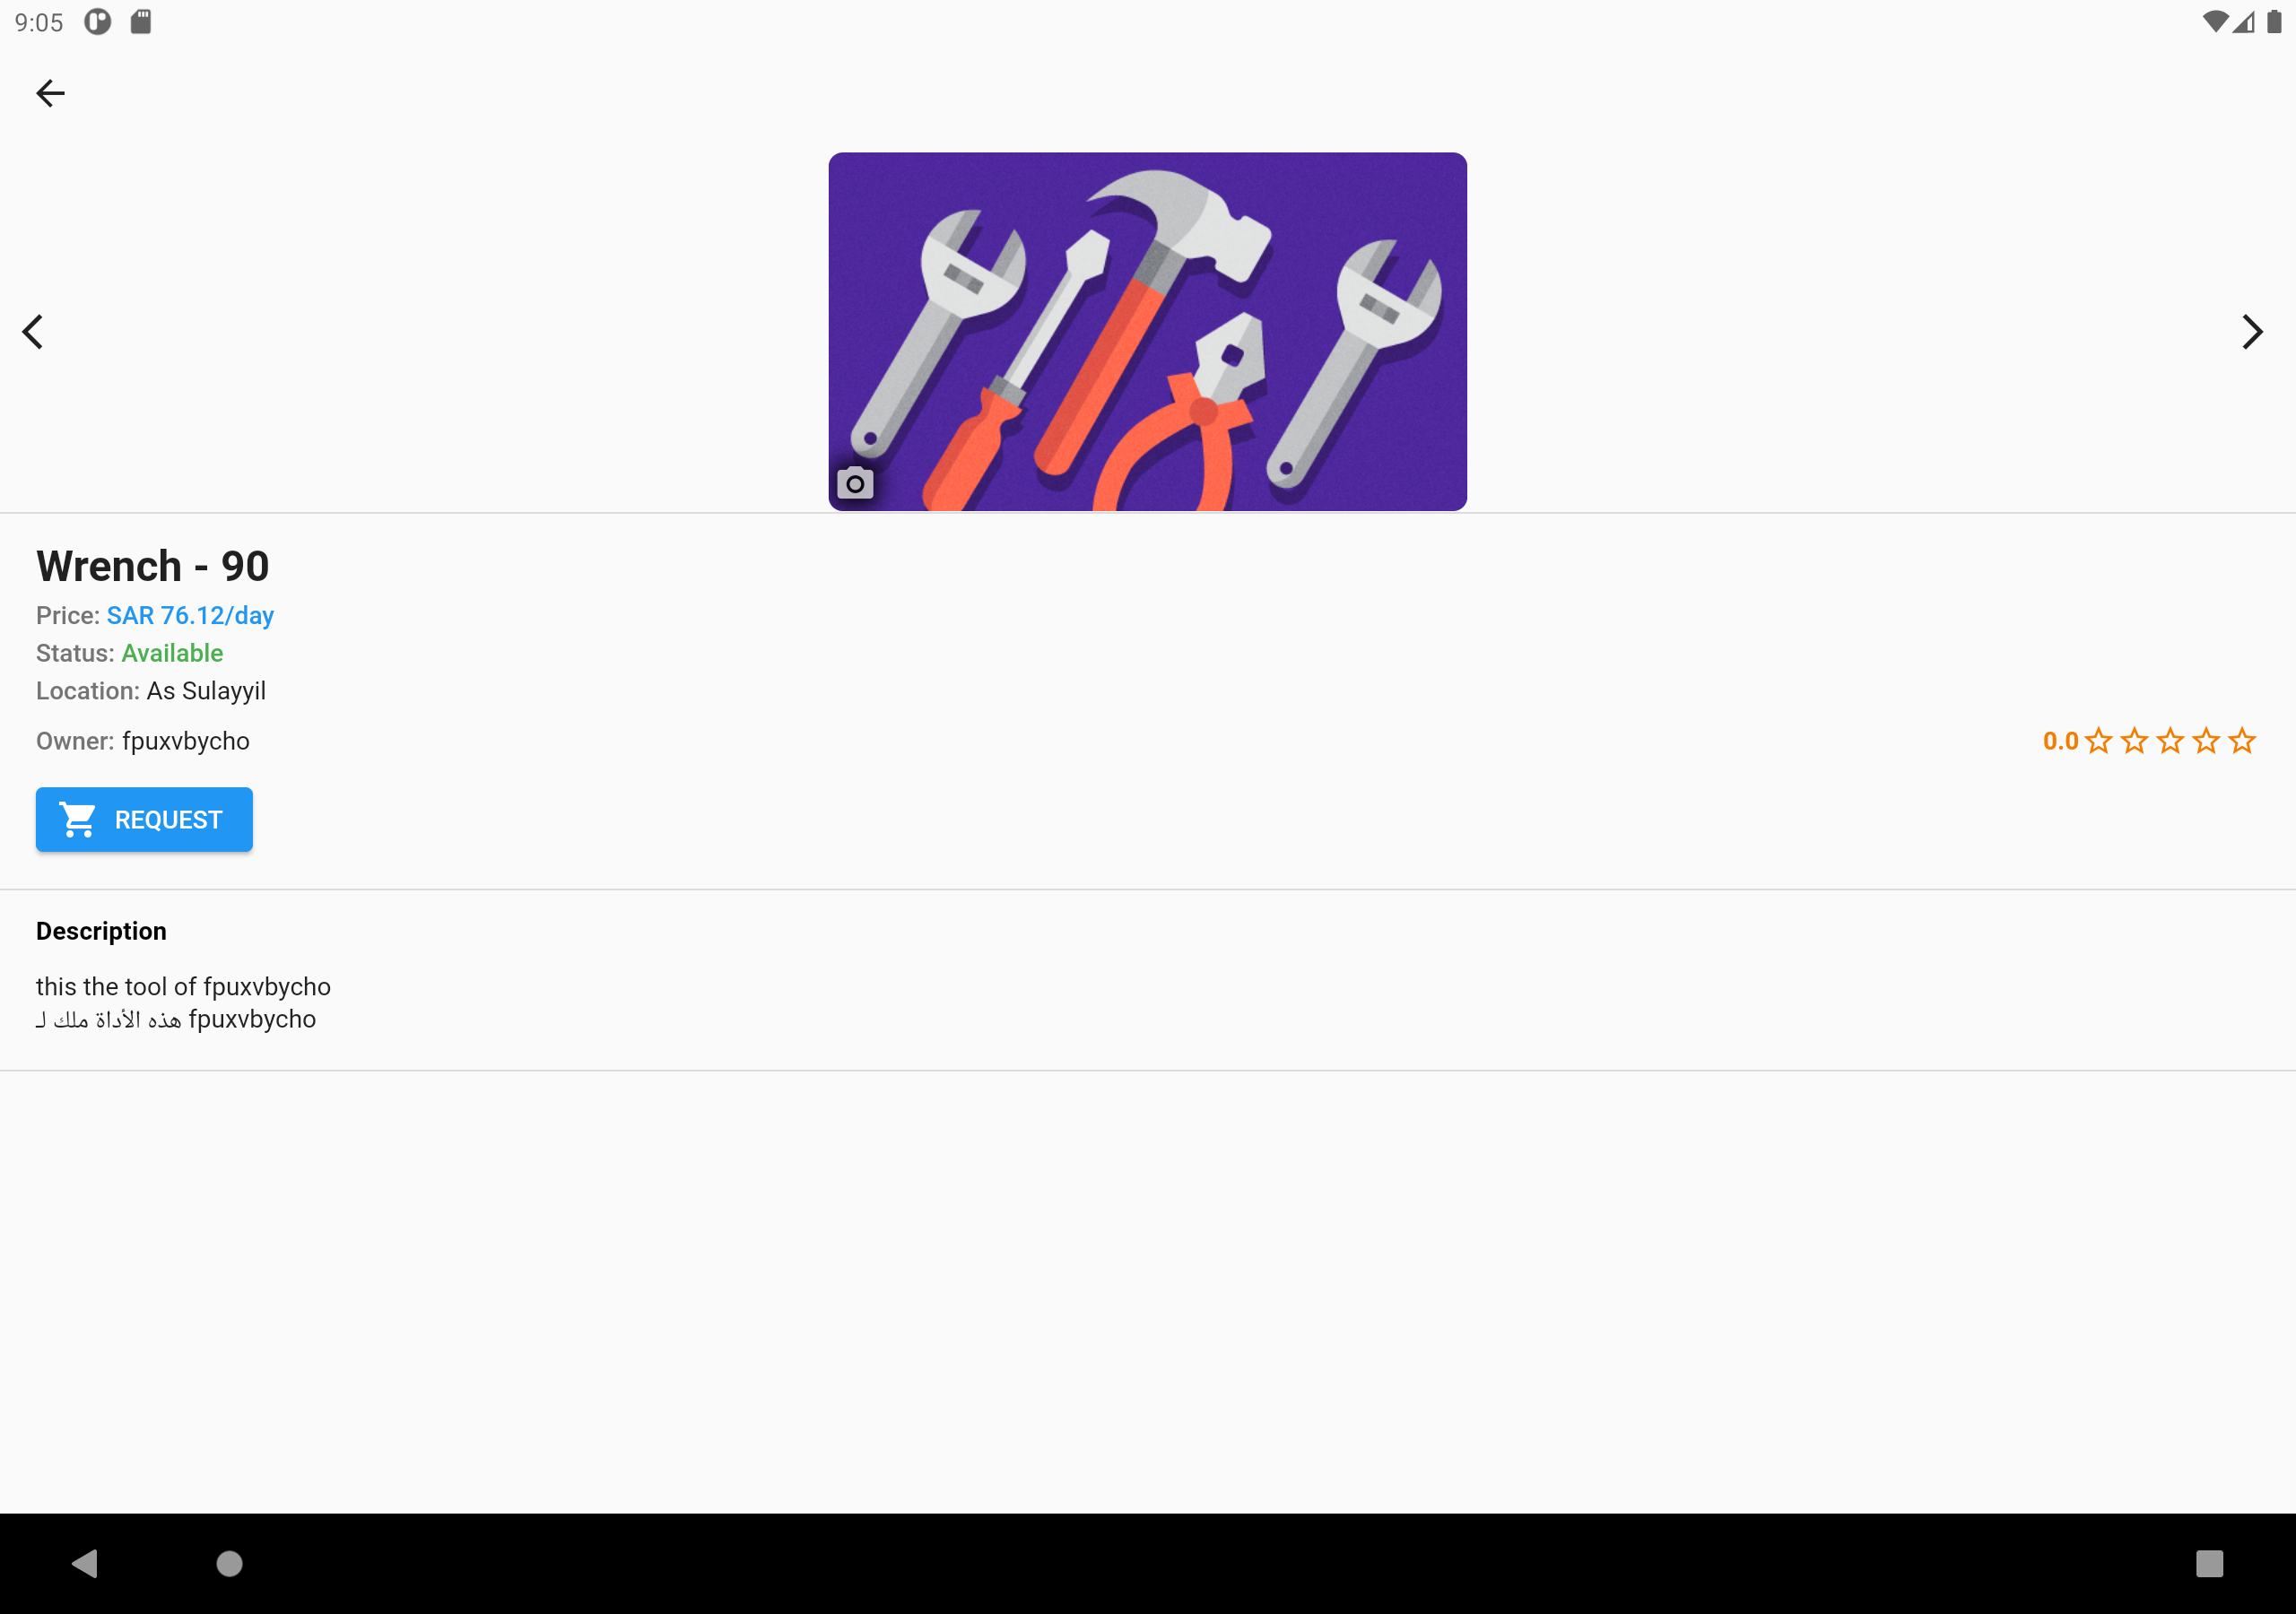 9:05
Wrench - 90
Price: SAR 76.12/day
Status: Available
Location: As Sulayyil
Owner: fpuxvbycho
0.0
REQUEST
Description
this the tool of fpuxvbycho
هذه الأداة ملك لـ fpuxvbycho